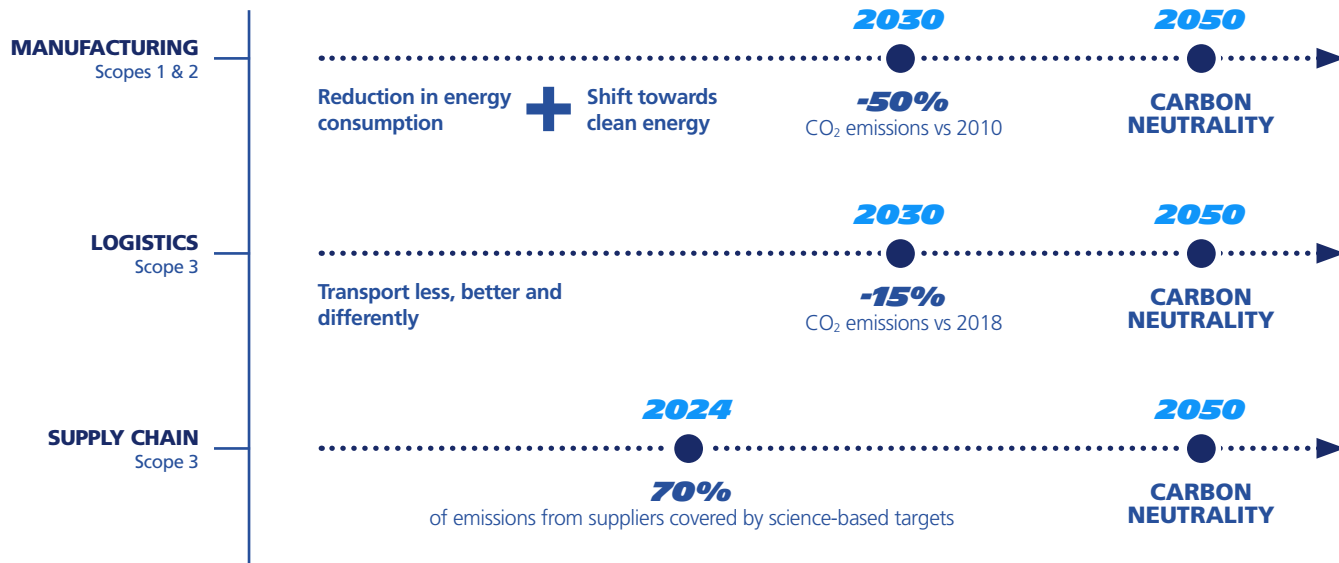 MANUFACTURING
Scopes 1 & 2
2030
2050
Reduction in energy
consumption
+
Shift towards
clean energy
-50%
CO₂ emissions vs 2010
CARBON
NEUTRALITY
LOGISTICS
Scope 3
2030
2050
Transport less, better and
differently
-15%
CO₂ emissions vs 2018
CARBON
NEUTRALITY
SUPPLY CHAIN
Scope 3
2024
2050
70%
of emissions from suppliers covered by science-based targets
CARBON
NEUTRALITY